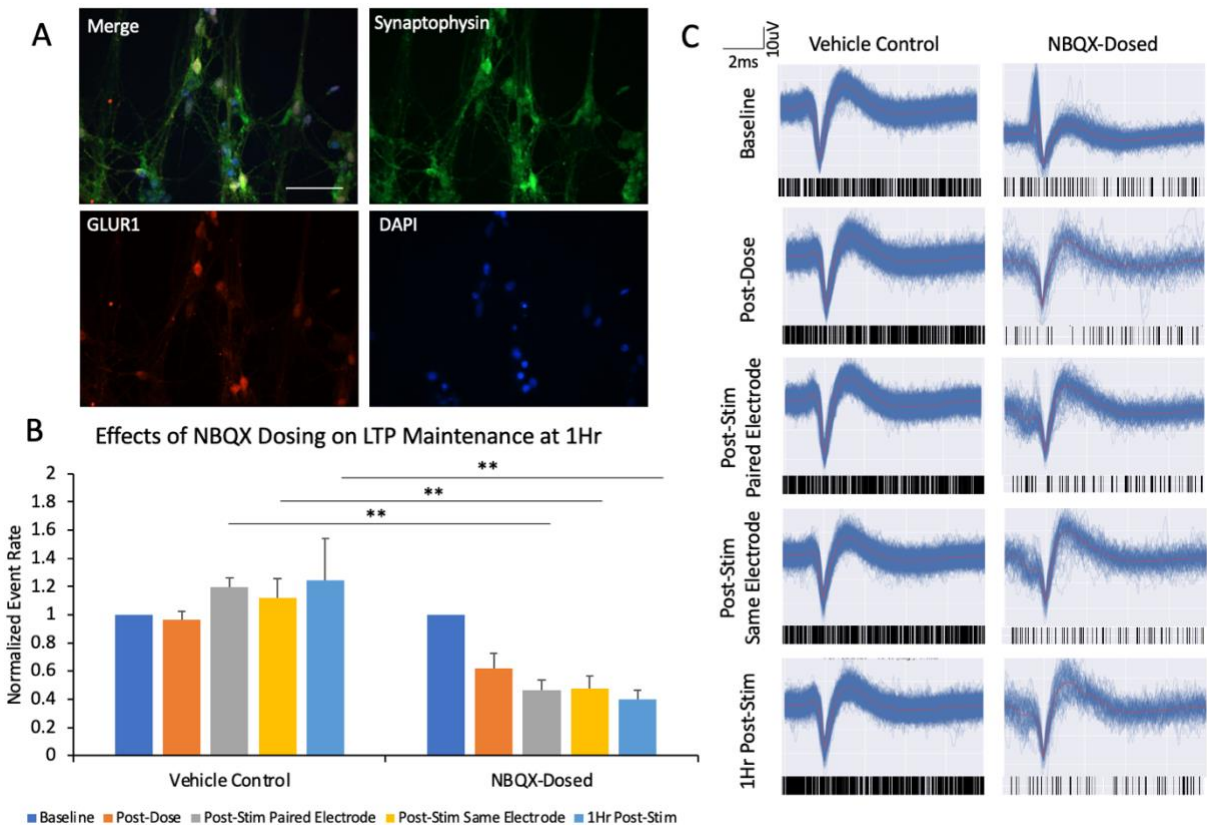 A
Merge
Synaptophysin
GLUR1
DAPI
B
Effects of NBQX Dosing on LTP Maintenance at 1Hr
Normalized Event Rate
2
1.8
1.6
1.4
1.2
1
0.8
0.6
0.4
0.2
0
**
**
**
Vehicle Control
NBQX-Dosed
Baseline
Post-Dose
Post-Stim Paired Electrode
Post-Stim Same Electrode
1Hr Post-Stim
C
10uV
2ms
Vehicle Control
NBQX-Dosed
Baseline
Post-Dose
Post-Stim
Paired Electrode
Post-Stim
Same Electrode
1Hr Post-Stim